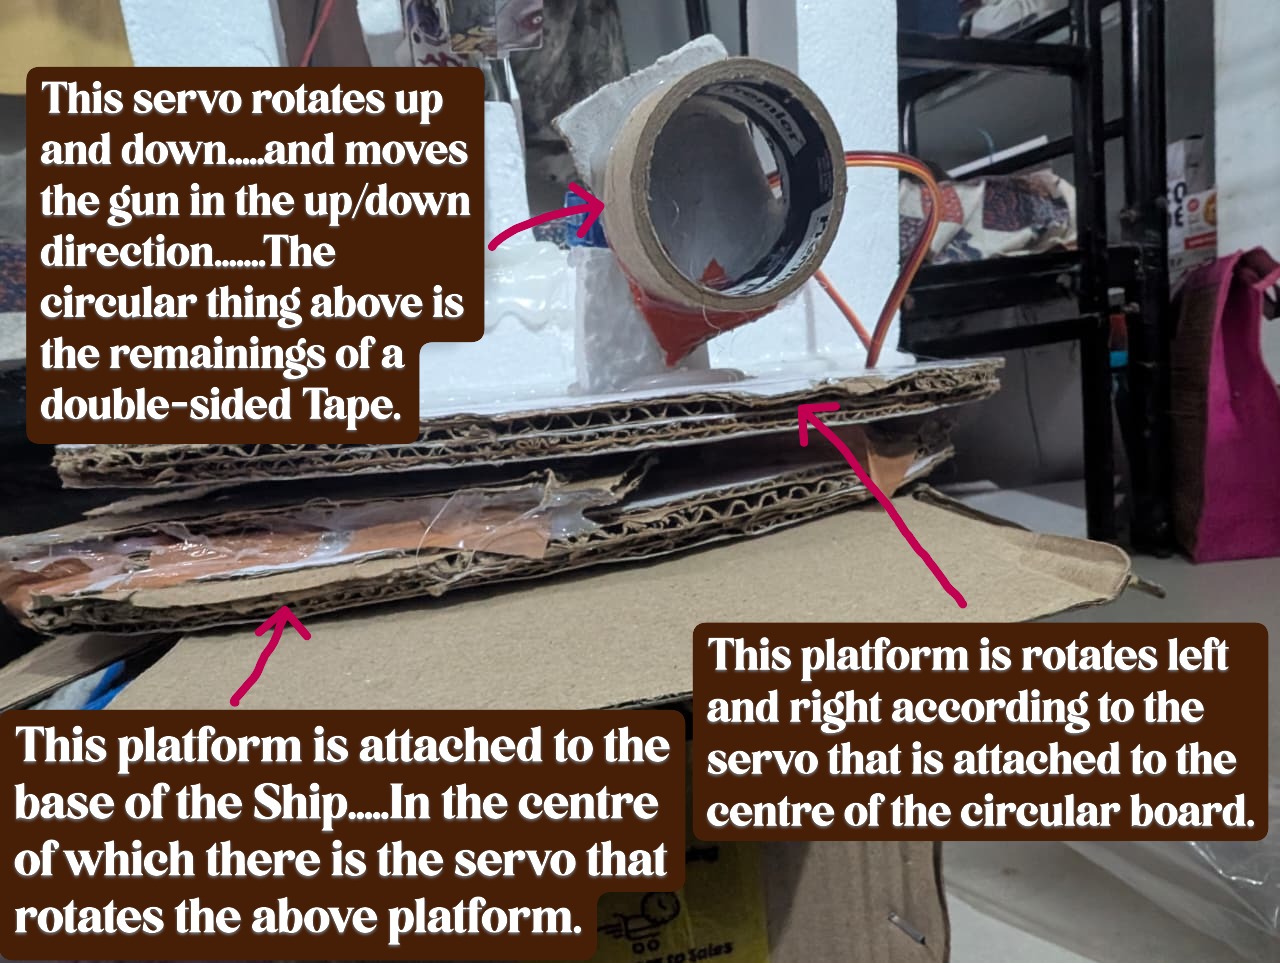 This servo rotates up
and down.....and moves
the gun in the up/down
direction.......The
circular thing above is
the remainings of a
double-sided Tape.
Premier
This platform is rotates left
and right according to the
servo that is attached to the
centre of the circular board.
This platform is attached to the
base of the Ship.....In the centre
of which there is the servo that
rotates the above platform.
to Sales